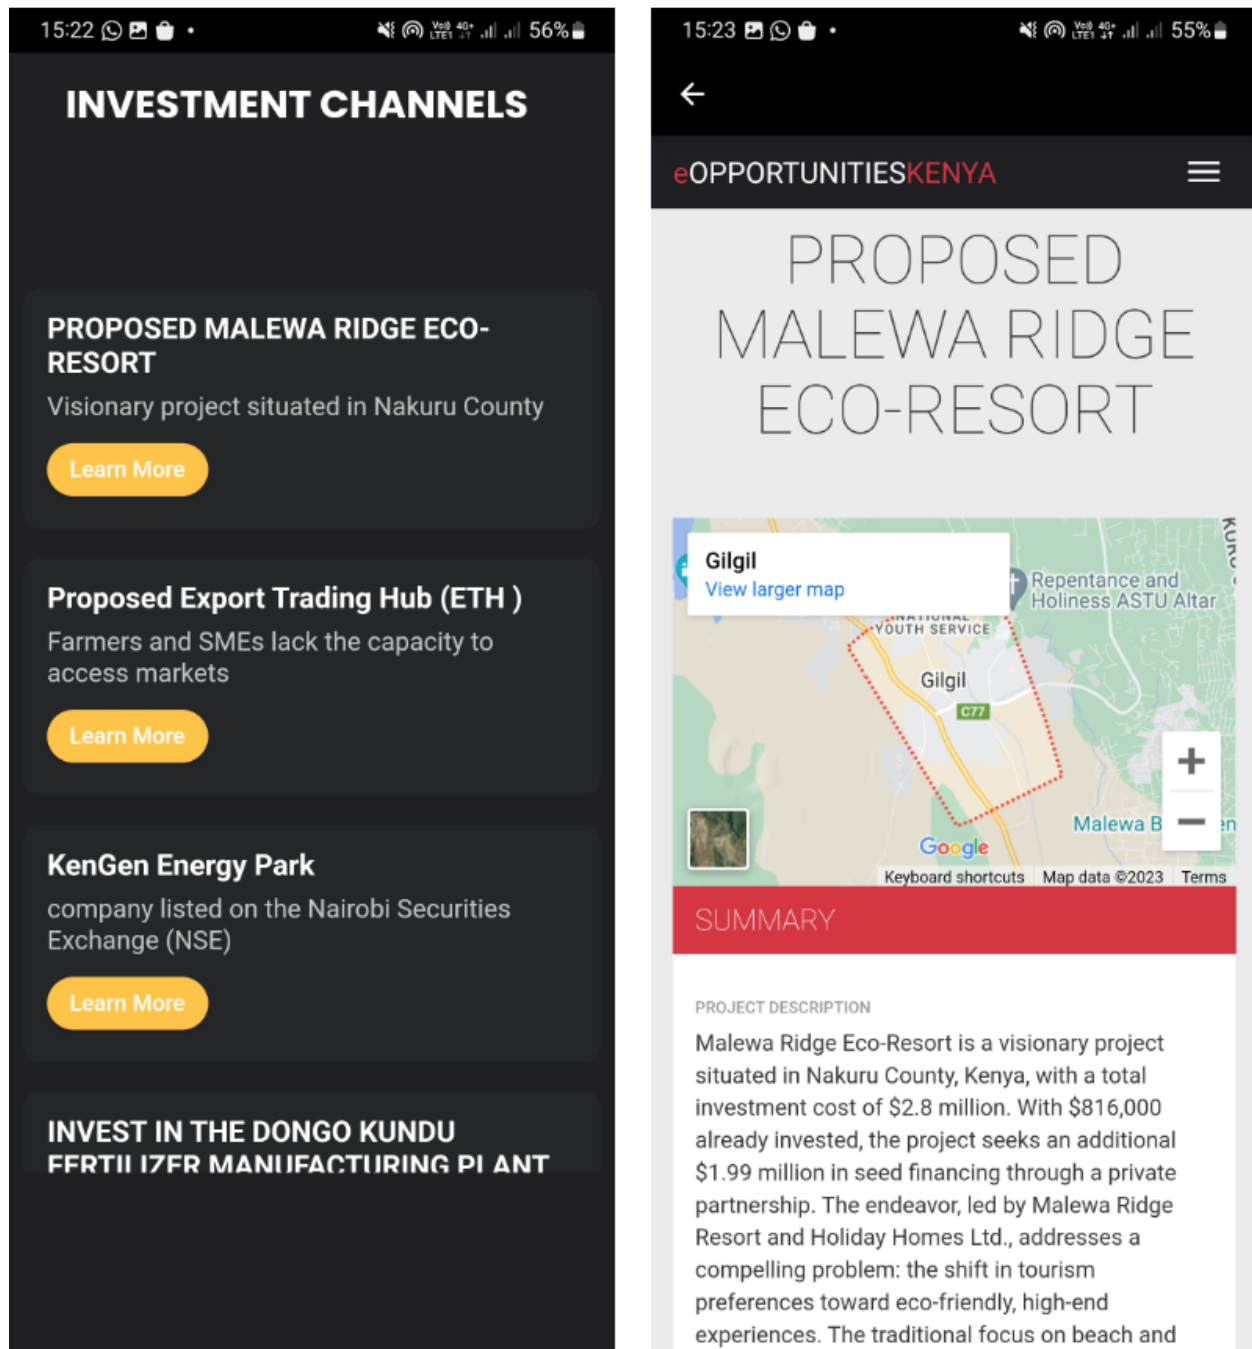 15:22 56%
INVESTMENT CHANNELS
PROPOSED MALEWA RIDGE ECO-
RESORT
Visionary project situated in Nakuru County
Learn More
Proposed Export Trading Hub (ETH )
Farmers and SMEs lack the capacity to
access markets
Learn More
KenGen Energy Park
company listed on the Nairobi Securities
Exchange (NSE)
Learn More
INVEST IN THE DONGO KUNDU
FERTILIZER MANUFACTURING PLANT
15:23 55%
eOPPORTUNITIESKENYA
PROPOSED
MALEWA RIDGE
ECO-RESORT
Gilgil
View larger map
Repentance and
Holiness ASTU Altar
NATIONAL
YOUTH SERVICE
Gilgil
C77
Malewa B
Google
Keyboard shortcuts Map data ©2023 Terms
SUMMARY
PROJECT DESCRIPTION
Malewa Ridge Eco-Resort is a visionary project
situated in Nakuru County, Kenya, with a total
investment cost of $2.8 million. With $816,000
already invested, the project seeks an additional
$1.99 million in seed financing through a private
partnership. The endeavor, led by Malewa Ridge
Resort and Holiday Homes Ltd., addresses a
compelling problem: the shift in tourism
preferences toward eco-friendly, high-end
experiences. The traditional focus on beach and